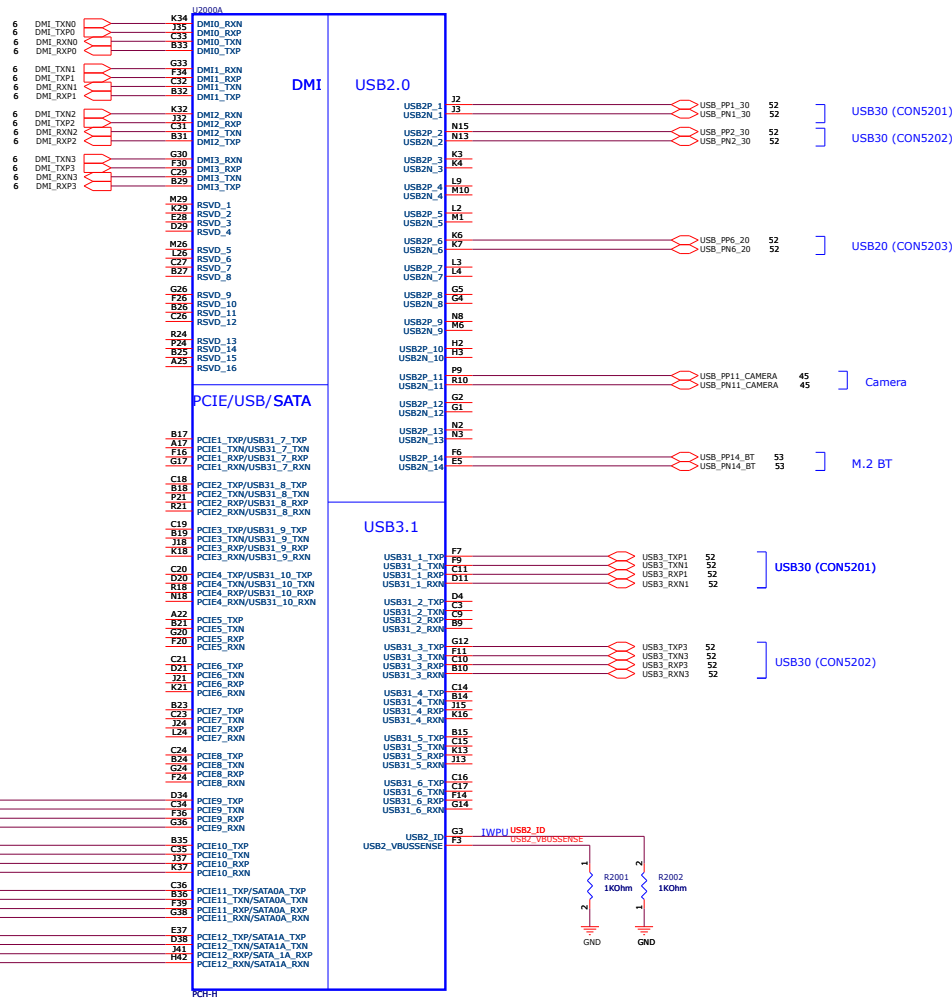 U2000A
6 DMI_TXN0 K34 DMI0_RXN
6 DMI_TXP0 J35 DMI0_RXP
6 DMI_RXN0 C33 DMI0_TXN
6 DMI_RXP0 B33 DMI0_TXP
6 DMI_TXN1 G33 DMI1_RXN
6 DMI_TXP1 F34 DMI1_RXP
6 DMI_RXN1 C32 DMI1_TXN
6 DMI_RXP1 B32 DMI1_TXP
6 DMI_TXN2 K32 DMI2_RXN
6 DMI_TXP2 J32 DMI2_RXP
6 DMI_RXN2 C31 DMI2_TXN
6 DMI_RXP2 B31 DMI2_TXP
6 DMI_TXN3 G30 DMI3_RXN
6 DMI_TXP3 F30 DMI3_RXP
6 DMI_RXN3 C29 DMI3_TXN
6 DMI_RXP3 B29 DMI3_TXP
M29 RSVD_1
K29 RSVD_2
E28 RSVD_3
D29 RSVD_4
M26 RSVD_5
L26 RSVD_6
C27 RSVD_7
B27 RSVD_8
G26 RSVD_9
F26 RSVD_10
B26 RSVD_11
C26 RSVD_12
R24 RSVD_13
P24 RSVD_14
B25 RSVD_15
A25 RSVD_16
DMI
PCIE/USB/SATA
B17 PCIE1_TXP/USB31_7_TXP
A17 PCIE1_TXN/USB31_7_TXN
F16 PCIE1_RXP/USB31_7_RXP
G17 PCIE1_RXN/USB31_7_RXN
C18 PCIE2_TXP/USB31_8_TXP
B18 PCIE2_TXN/USB31_8_TXN
P21 PCIE2_RXP/USB31_8_RXP
R21 PCIE2_RXN/USB31_8_RXN
C19 PCIE3_TXP/USB31_9_TXP
B19 PCIE3_TXN/USB31_9_TXN
J18 PCIE3_RXP/USB31_9_RXP
K18 PCIE3_RXN/USB31_9_RXN
C20 PCIE4_TXP/USB31_10_TXP
D20 PCIE4_TXN/USB31_10_TXN
R18 PCIE4_RXP/USB31_10_RXP
N18 PCIE4_RXN/USB31_10_RXN
A22 PCIE5_TXP
B21 PCIE5_TXN
G20 PCIE5_RXP
F20 PCIE5_RXN
C21 PCIE6_TXP
D21 PCIE6_TXN
J21 PCIE6_RXP
K21 PCIE6_RXN
B23 PCIE7_TXP
C23 PCIE7_TXN
J24 PCIE7_RXP
L24 PCIE7_RXN
C24 PCIE8_TXP
B24 PCIE8_TXN
G24 PCIE8_RXP
F24 PCIE8_RXN
D34 PCIE9_TXP
C34 PCIE9_TXN
F36 PCIE9_RXP
G36 PCIE9_RXN
B35 PCIE10_TXP
C35 PCIE10_TXN
J37 PCIE10_RXP
K37 PCIE10_RXN
C36 PCIE11_TXP/SATA0A_TXP
B36 PCIE11_TXN/SATA0A_TXN
F39 PCIE11_RXP/SATA0A_RXP
G38 PCIE11_RXN/SATA0A_RXN
E37 PCIE12_TXP/SATA1A_TXP
D38 PCIE12_TXN/SATA1A_TXN
J41 PCIE12_RXP/SATA_1A_RXP
H42 PCIE12_RXN/SATA1A_RXN
PCH-H
USB2.0
USB2P_1 J2 USB_PP1_30 52
USB2N_1 J3 USB_PN1_30 52
USB30 (CON5201)
USB2P_2 N15 USB_PP2_30 52
USB2N_2 N13 USB_PN2_30 52
USB30 (CON5202)
USB2P_3 K3
USB2N_3 K4
USB2P_4 L9
USB2N_4 M10
USB2P_5 L2
USB2N_5 M1
USB2P_6 K6 USB_PP6_20 52
USB2N_6 K7 USB_PN6_20 52
USB20 (CON5203)
USB2P_7 L3
USB2N_7 L4
USB2P_8 G5
USB2N_8 G4
USB2P_9 N8
USB2N_9 M6
USB2P_10 H2
USB2N_10 H3
USB2P_11 P9 USB_PP11_CAMERA 45
USB2N_11 R10 USB_PN11_CAMERA 45
Camera
USB2P_12 G2
USB2N_12 G1
USB2P_13 N2
USB2N_13 N3
USB2P_14 F6 USB_PP14_BT 53
USB2N_14 E5 USB_PN14_BT 53
M.2 BT
USB3.1
USB31_1_TXP F7 USB3_TXP1 52
USB31_1_TXN F9 USB3_TXN1 52
USB31_1_RXP C11 USB3_RXP1 52
USB31_1_RXN D11 USB3_RXN1 52
USB30 (CON5201)
USB31_2_TXP D4
USB31_2_TXN C3
USB31_2_RXP C9
USB31_2_RXN B9
USB31_3_TXP G12 USB3_TXP3 52
USB31_3_TXN F11 USB3_TXN3 52
USB31_3_RXP C10 USB3_RXP3 52
USB31_3_RXN B10 USB3_RXN3 52
USB30 (CON5202)
USB31_4_TXP C14
USB31_4_TXN B14
USB31_4_RXP J15
USB31_4_RXN K16
USB31_5_TXP B15
USB31_5_TXN C15
USB31_5_RXP K13
USB31_5_RXN J13
USB31_6_TXP C16
USB31_6_TXN C17
USB31_6_RXP F14
USB31_6_RXN G14
USB2_ID G3 IWPU USB2_ID
USB2_VBUSSENSE F3 USB2_VBUSSENSE
1 2
R2001 R2002
1KOhm 1KOhm
2 1
GND GND